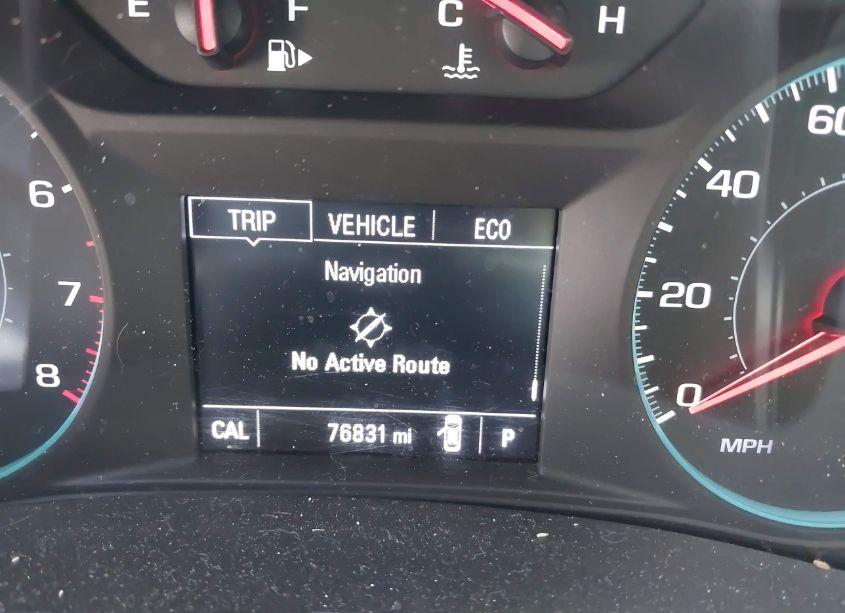 E F C H
60
6
40
TRIP VEHICLE ECO
Navigation
7
20
No Active Route
8
0
CAL 76831 mi P
MPH